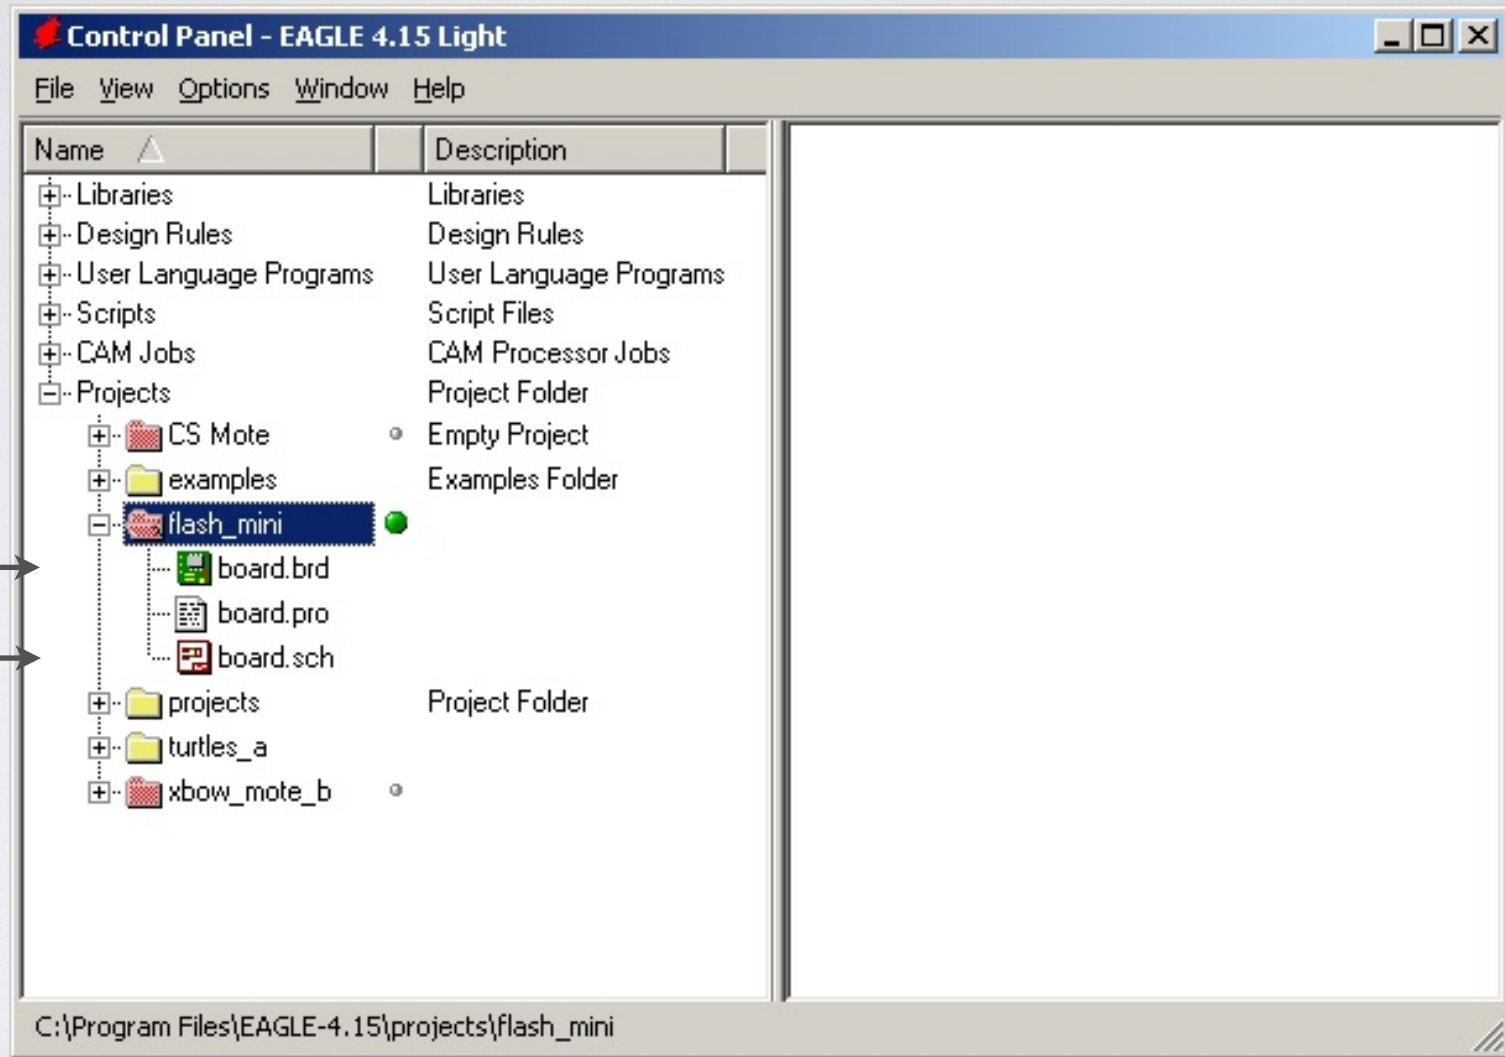 Control Panel - EAGLE 4.15 Light
File View Options Window Help
Name Description
Libraries Libraries
Design Rules Design Rules
User Language Programs User Language Programs
Scripts Script Files
CAM Jobs CAM Processor Jobs
Projects Project Folder
CS Mote Empty Project
examples Examples Folder
flash_mini
board.brd
board.pro
board.sch
projects Project Folder
turtles_a
xbow_mote_b
C:\Program Files\EAGLE-4.15\projects\flash_mini